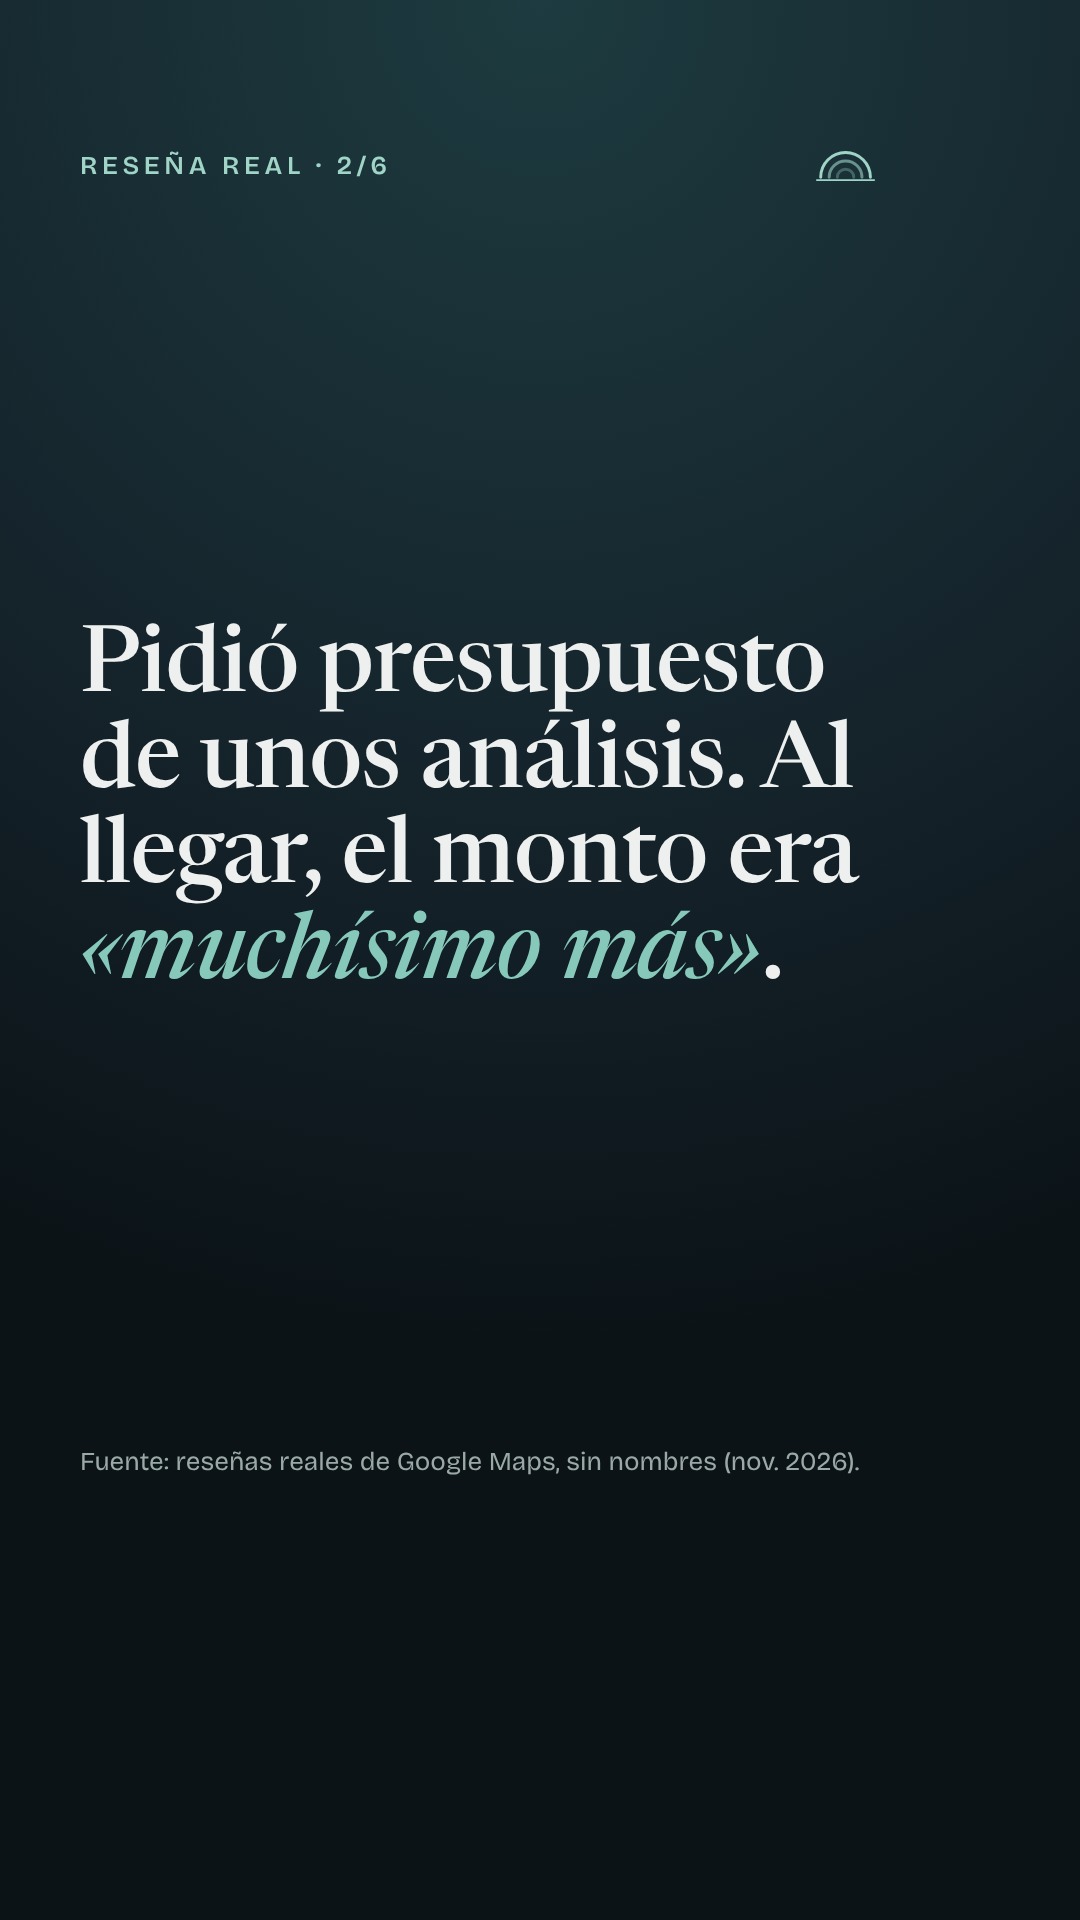 RESEÑA REAL · 2/6
Pidió presupuesto
de unos análisis. Al
llegar, el monto era
«muchísimo más».
Fuente: reseñas reales de Google Maps, sin nombres (nov. 2026).